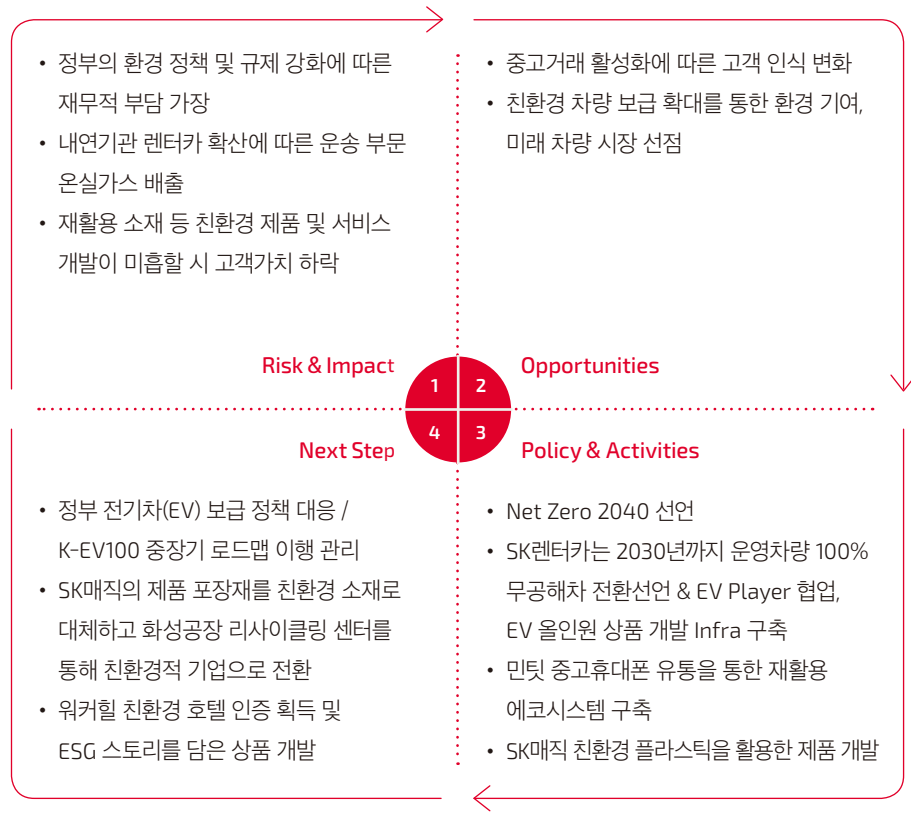 • 정부의 환경 정책 및 규제 강화에 따른
재무적 부담 가장
• 내연기관 렌터카 확산에 따른 운송 부문
온실가스 배출
• 재활용 소재 등 친환경 제품 및 서비스
개발이 미흡할 시 고객가치 하락
Risk & Impact
1
• 중고거래 활성화에 따른 고객 인식 변화
• 친환경 차량 보급 확대를 통한 환경 기여,
미래 차량 시장 선점
2
Opportunities
3
Policy & Activities
• Net Zero 2040 선언
• SK렌터카는 2030년까지 운영차량 100%
무공해차 전환선언 & EV Player 협업,
EV 올인원 상품 개발 Infra 구축
• 민팃 중고휴대폰 유통을 통한 재활용
에코시스템 구축
• SK매직 친환경 플라스틱을 활용한 제품 개발
4
Next Step
• 정부 전기차(EV) 보급 정책 대응 /
K-EV100 중장기 로드맵 이행 관리
• SK매직의 제품 포장재를 친환경 소재로
대체하고 화성공장 리사이클링 센터를
통해 친환경적 기업으로 전환
• 워커힐 친환경 호텔 인증 획득 및
ESG 스토리를 담은 상품 개발